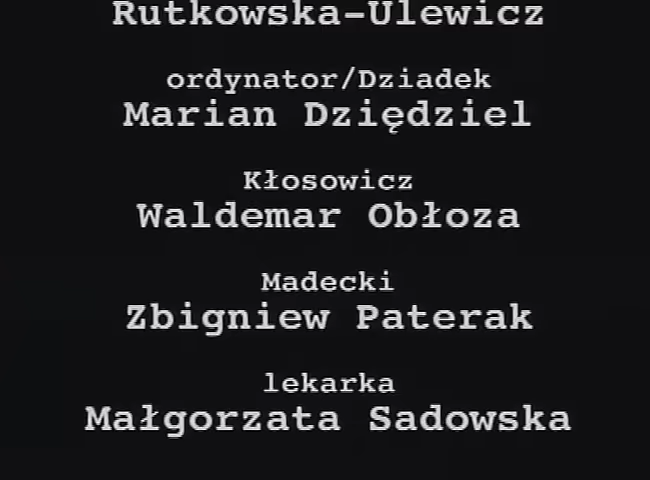 Rutkowska-Ulewicz
ordynator/Dziadek
Marian Dziędziel
Kłosowicz
Waldemar Obłoza
Madecki
Zbigniew Paterak
lekarka
Małgorzata Sadowska